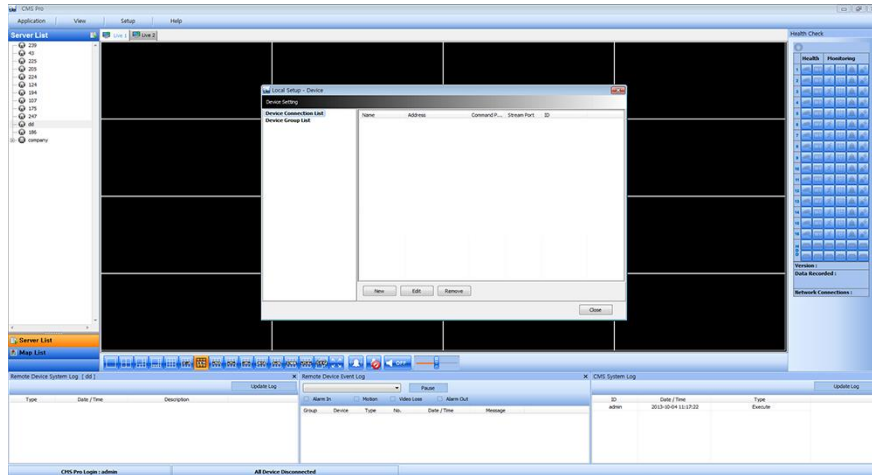 CMS Pro
Application View Setup Help
Server List
Live 1 Live 2
Health Check
239
43
225
203
224
124
194
107
175
247
dd
186
company
Health Monitoring
Local Setup - Device
Device Setting
Device Connection List
Device Group List
Name Address Command P... Stream Port ID
New Edit Remove
Close
Version :
Data Recorded :
Network Connections :
Server List
Map List
OFF
Remote Device System Log [ dd ]
Update Log
Type Date / Time Description
Remote Device Event Log
Pause
Alarm In Motion Video Loss Alarm Out
Group Device Type No. Date / Time Message
CMS System Log
Update Log
ID Date / Time Type
admin 2013-10-04 11:17:22 Execute
CMS Pro Login : admin All Device Disconnected